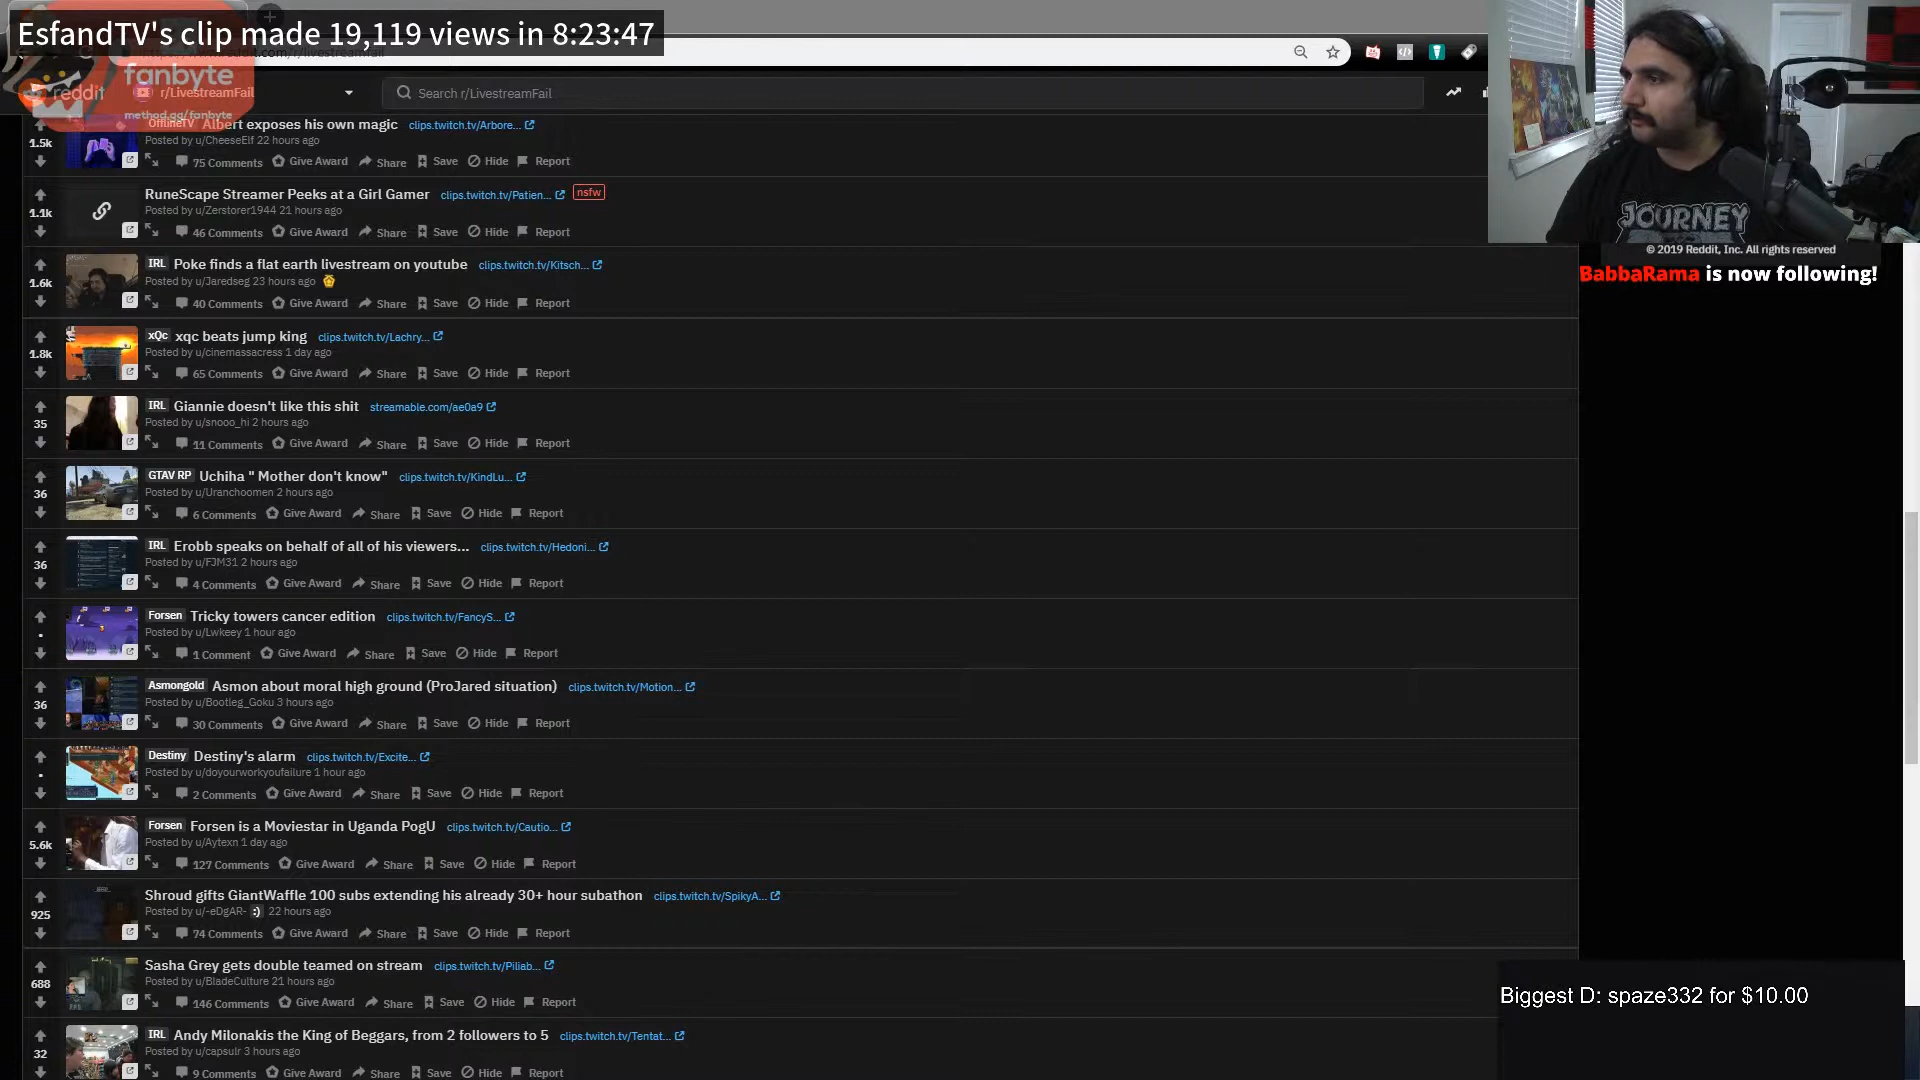 EsfandTV's clip made 19,119 views in 8:23:47
fanbyte
reddit
r/LivestreamFail
method.gg/fanbyte
Search r/LivestreamFail
OfflineTV Albert exposes his own magic clips.twitch.tv/Arbore...
1.5k
Posted by u/CheeseElf 22 hours ago
75 Comments Give Award Share Save Hide Report
RuneScape Streamer Peeks at a Girl Gamer clips.twitch.tv/Patien... nsfw
1.1k
Posted by u/Zerstorer1944 21 hours ago
46 Comments Give Award Share Save Hide Report
JOURNEY
© 2019 Reddit, Inc. All rights reserved
BabbaRama is now following!
IRL Poke finds a flat earth livestream on youtube clips.twitch.tv/Kitsch...
1.6k
Posted by u/Jaredseg 23 hours ago
40 Comments Give Award Share Save Hide Report
xQc xqc beats jump king clips.twitch.tv/Lachry...
1.8k
Posted by u/cinemassacress 1 day ago
65 Comments Give Award Share Save Hide Report
IRL Giannie doesn't like this shit streamable.com/ae0a9
35
Posted by u/snooo_hi 2 hours ago
11 Comments Give Award Share Save Hide Report
GTAV RP Uchiha " Mother don't know" clips.twitch.tv/KindLu...
36
Posted by u/Uranchoomen 2 hours ago
6 Comments Give Award Share Save Hide Report
IRL Erobb speaks on behalf of all of his viewers... clips.twitch.tv/Hedoni...
36
Posted by u/FJM31 2 hours ago
4 Comments Give Award Share Save Hide Report
Forsen Tricky towers cancer edition clips.twitch.tv/FancyS...
•
Posted by u/Lwkeey 1 hour ago
1 Comment Give Award Share Save Hide Report
Asmongold Asmon about moral high ground (ProJared situation) clips.twitch.tv/Motion...
36
Posted by u/Bootleg_Goku 3 hours ago
30 Comments Give Award Share Save Hide Report
Destiny Destiny's alarm clips.twitch.tv/Excite...
•
Posted by u/doyourworkyoufailure 1 hour ago
2 Comments Give Award Share Save Hide Report
Forsen Forsen is a Moviestar in Uganda PogU clips.twitch.tv/Cautio...
5.6k
Posted by u/Aytexn 1 day ago
127 Comments Give Award Share Save Hide Report
Shroud gifts GiantWaffle 100 subs extending his already 30+ hour subathon clips.twitch.tv/SpikyA...
925
Posted by u/-eDgAR- :) 22 hours ago
74 Comments Give Award Share Save Hide Report
Sasha Grey gets double teamed on stream clips.twitch.tv/Piliab...
688
Posted by u/BladeCulture 21 hours ago
146 Comments Give Award Share Save Hide Report
Biggest D: spaze332 for $10.00
IRL Andy Milonakis the King of Beggars, from 2 followers to 5 clips.twitch.tv/Tentat...
32
Posted by u/capsulr 3 hours ago
9 Comments Give Award Share Save Hide Report